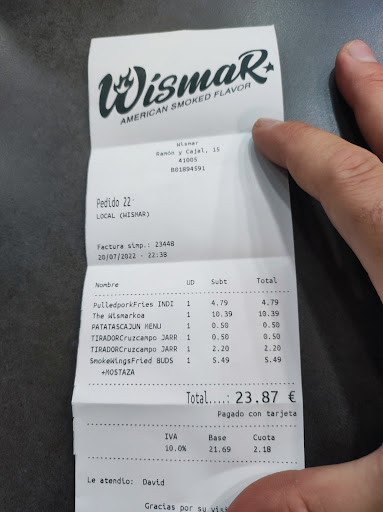 WismaR
AMERICAN SMOKED FLAVOR
Wismar
Ramón y Cajal, 15
41005
B01894591
Pedido 22
LOCAL (WISMAR)
Factura simp.: 23448
20/07/2022 - 22:38
Nombre UD Subt Total
PulledporkFries INDI 1 4.79 4.79
The Wismarkoa 1 10.39 10.39
PATATASCAJUN MENU 1 0.50 0.50
TIRADORCruzcampo JARR 1 0.50 0.50
TIRADORCruzcampo JARR 1 2.20 2.20
SmokeWingsFried BUDS 1 5.49 5.49
+MOSTAZA
Total....: 23.87 €
Pagado con tarjeta
IVA Base Cuota
10.0% 21.69 2.18
Le atendio: David
Gracias por su visit